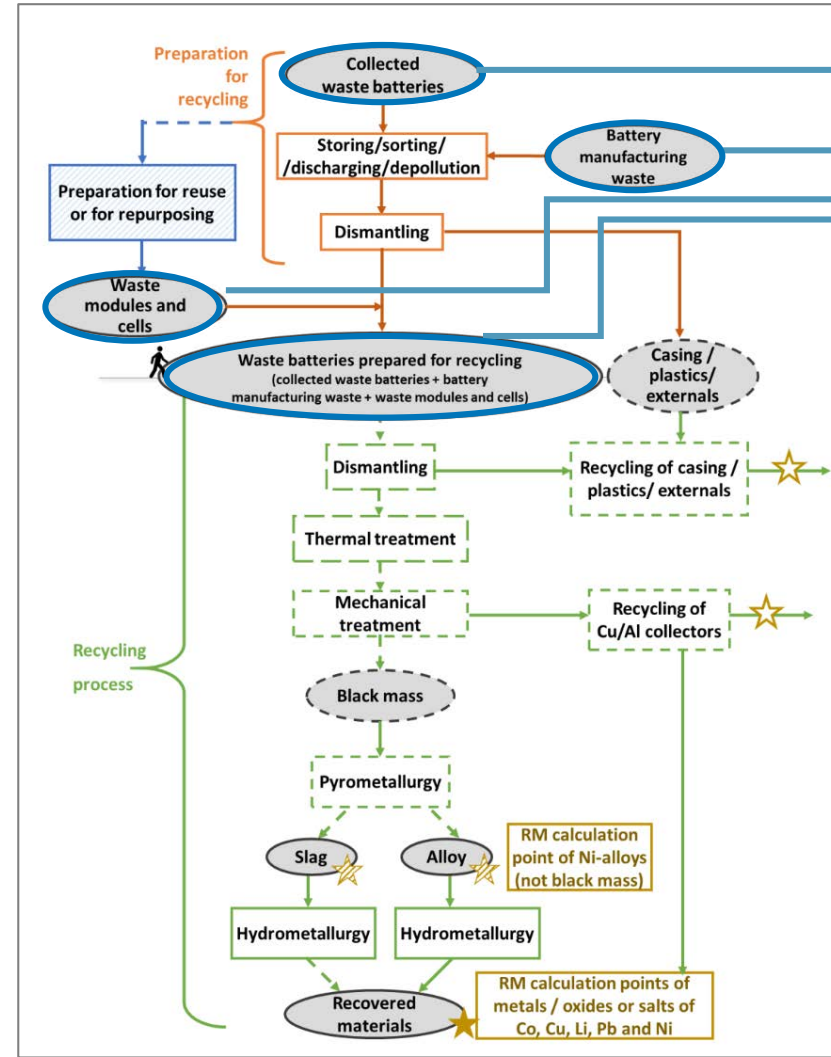 Preparation
for
recycling
Collected
waste batteries
Storing/sorting/
/discharging/depollution
Battery
manufacturing
waste
Preparation for reuse
or for repurposing
Dismantling
Waste
modules and
cells
Waste batteries prepared for recycling
(collected waste batteries + battery
manufacturing waste + waste modules and cells)
Casing /
plastics/
externals
Dismantling
Recycling of casing /
plastics/ externals
Thermal treatment
Mechanical
treatment
Recycling of
Cu/Al collectors
Recycling
process
Black mass
Pyrometallurgy
Slag
Alloy
RM calculation
point of Ni-alloys
(not black mass)
Hydrometallurgy
Hydrometallurgy
Recovered
materials
RM calculation points of
metals / oxides or salts of
Co, Cu, Li, Pb and Ni